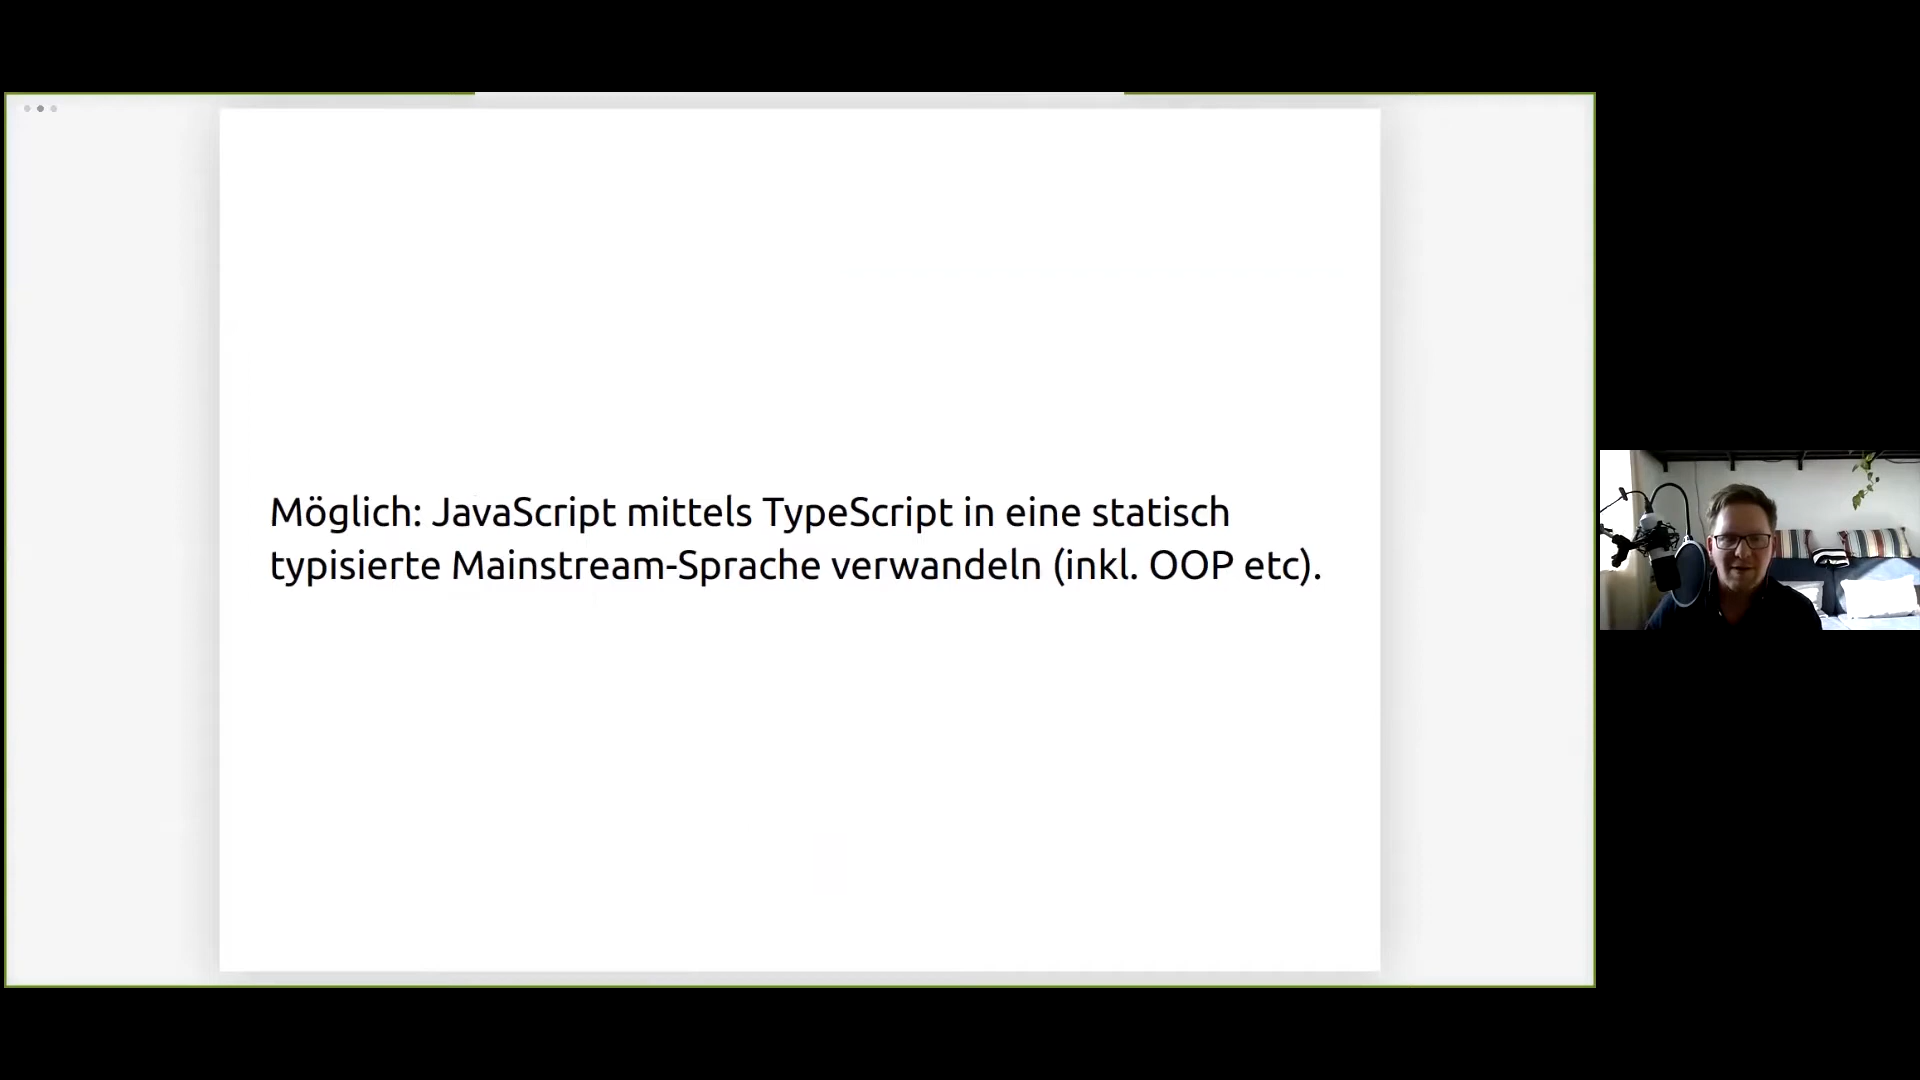 Möglich: JavaScript mittels TypeScript in eine statisch
typisierte Mainstream-Sprache verwandeln (inkl. OOP etc).